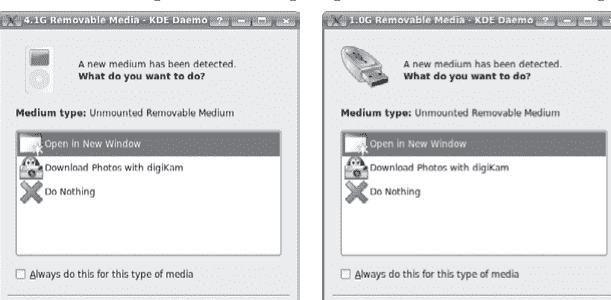 4.1G Removable Media - KDE Daemo
A new medium has been detected.
What do you want to do?
Medium type: Unmounted Removable Medium
Open in New Window
Download Photos with digiKam
Do Nothing
Always do this for this type of media
1.0G Removable Media - KDE Daemo
A new medium has been detected.
What do you want to do?
Medium type: Unmounted Removable Medium
Open in New Window
Download Photos with digiKam
Do Nothing
Always do this for this type of media